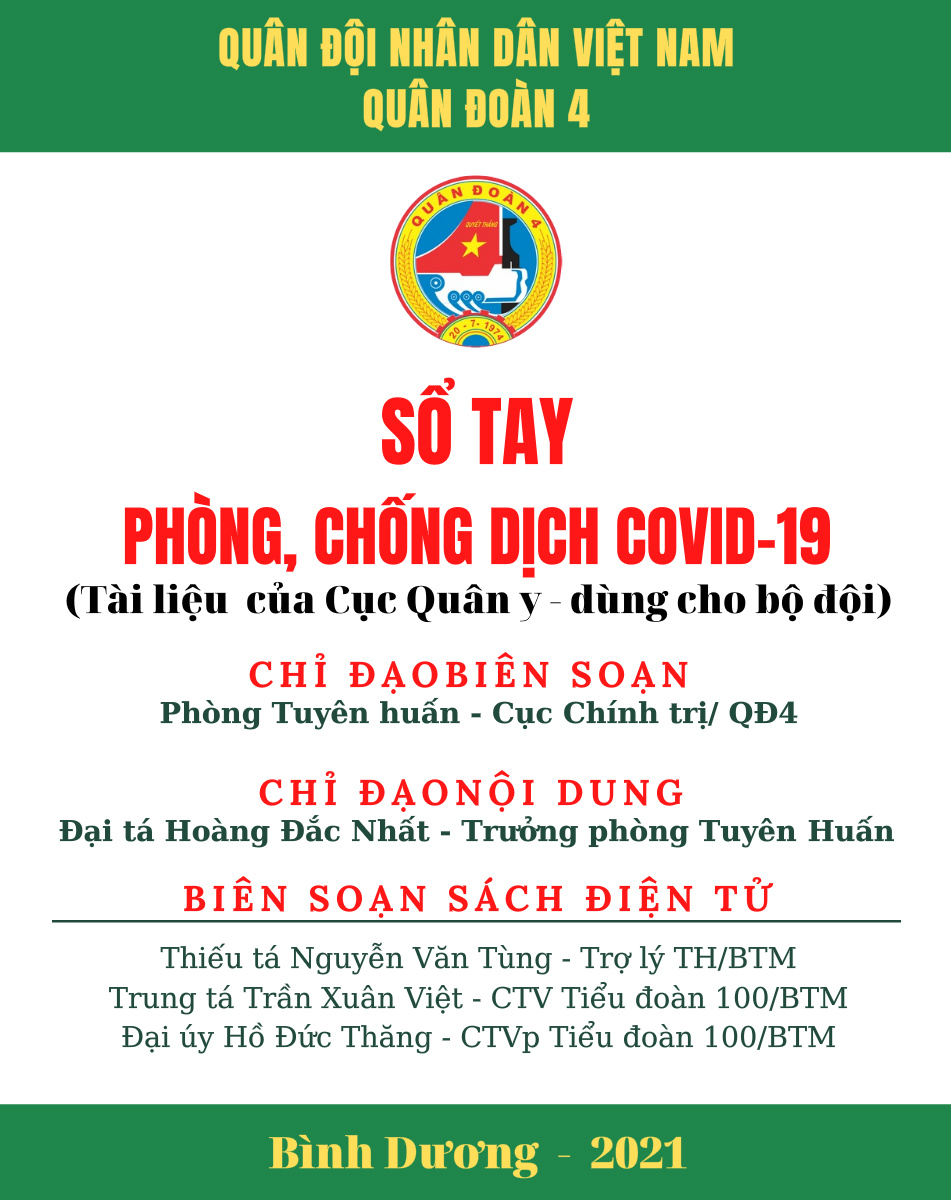 QUÂN ĐỘI NHÂN DÂN VIỆT NAM
QUÂN ĐOÀN 4
QUÂN ĐOÀN 4
QUYẾT THẮNG
20 - 7 - 1974
SỔ TAY
PHÒNG, CHỐNG DỊCH COVID-19
(Tài liệu của Cục Quân y - dùng cho bộ đội)
CHỈ ĐẠOBIÊN SOẠN
Phòng Tuyên huấn - Cục Chính trị/ QĐ4
CHỈ ĐẠONỘI DUNG
Đại tá Hoàng Đắc Nhất - Trưởng phòng Tuyên Huấn
BIÊN SOẠN SÁCH ĐIỆN TỬ
Thiếu tá Nguyễn Văn Tùng - Trợ lý TH/BTM
Trung tá Trần Xuân Việt - CTV Tiểu đoàn 100/BTM
Đại úy Hồ Đức Thăng - CTVp Tiểu đoàn 100/BTM
Bình Dương - 2021